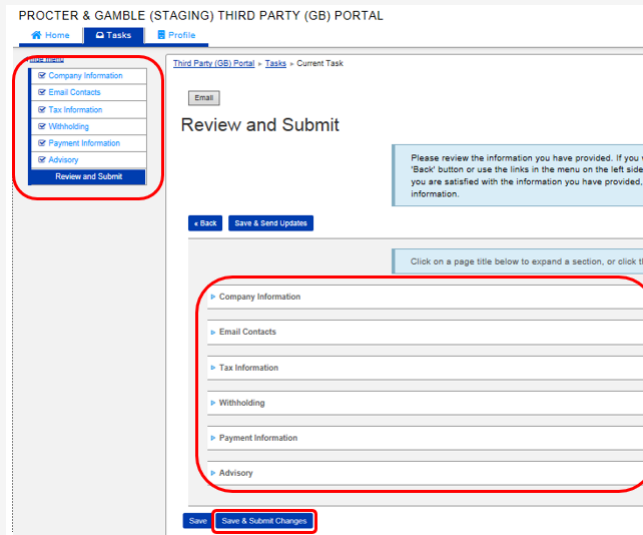 PROCTER & GAMBLE (STAGING) THIRD PARTY (GB) PORTAL
Home Tasks Profile
Hide menu
Company Information
Email Contacts
Tax Information
Withholding
Payment Information
Advisory
Review and Submit
Third Party (GB) Portal » Tasks » Current Task
Email
Review and Submit
Please review the information you have provided. If you
'Back' button or use the links in the menu on the left side
you are satisfied with the information you have provided,
information.
« Back Save & Send Updates
Click on a page title below to expand a section, or click
Company Information
Email Contacts
Tax Information
Withholding
Payment Information
Advisory
Save Save & Submit Changes